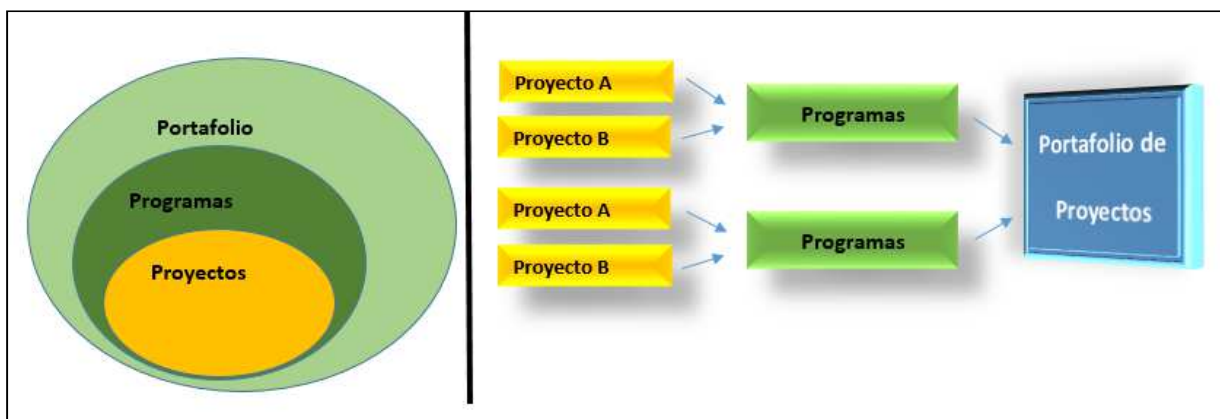 Portafolio
Programas
Proyectos
Proyecto A
Proyecto B
Programas
Proyecto A
Proyecto B
Programas
Portafolio de
Proyectos